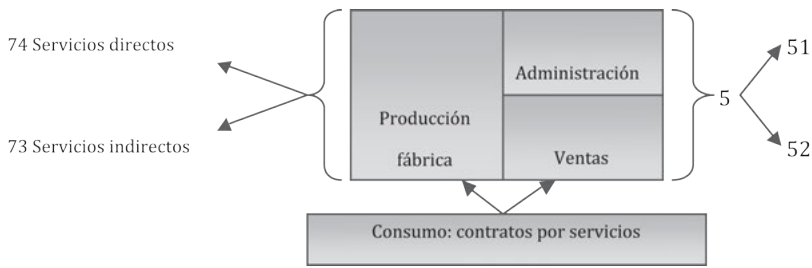 74 Servicios directos
73 Servicios indirectos
Producción
fábrica
Administración
Ventas
5
51
52
Consumo: contratos por servicios